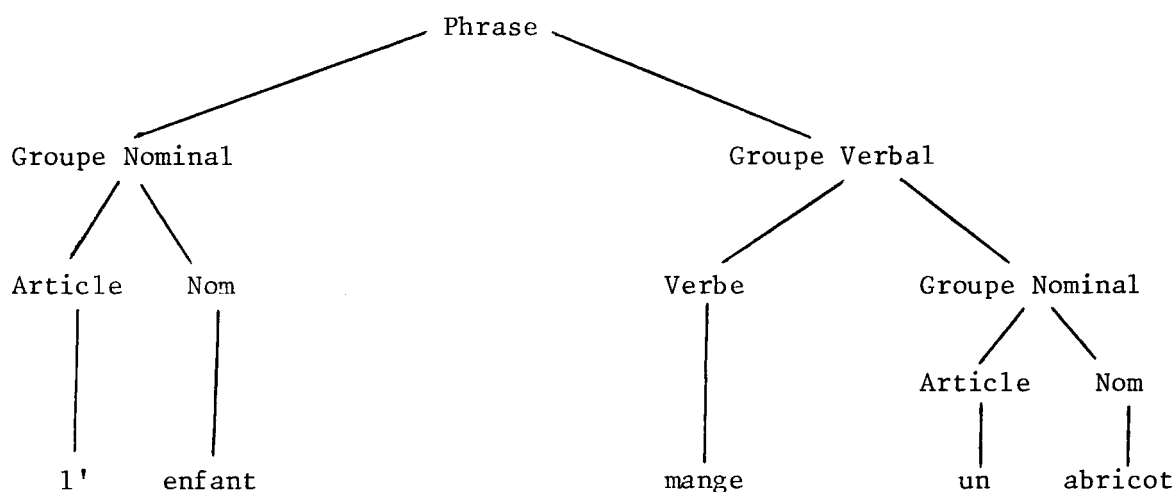 Phrase
Groupe Nominal Groupe Verbal
Article Nom Verbe Groupe Nominal
Article Nom
l' enfant mange un abricot